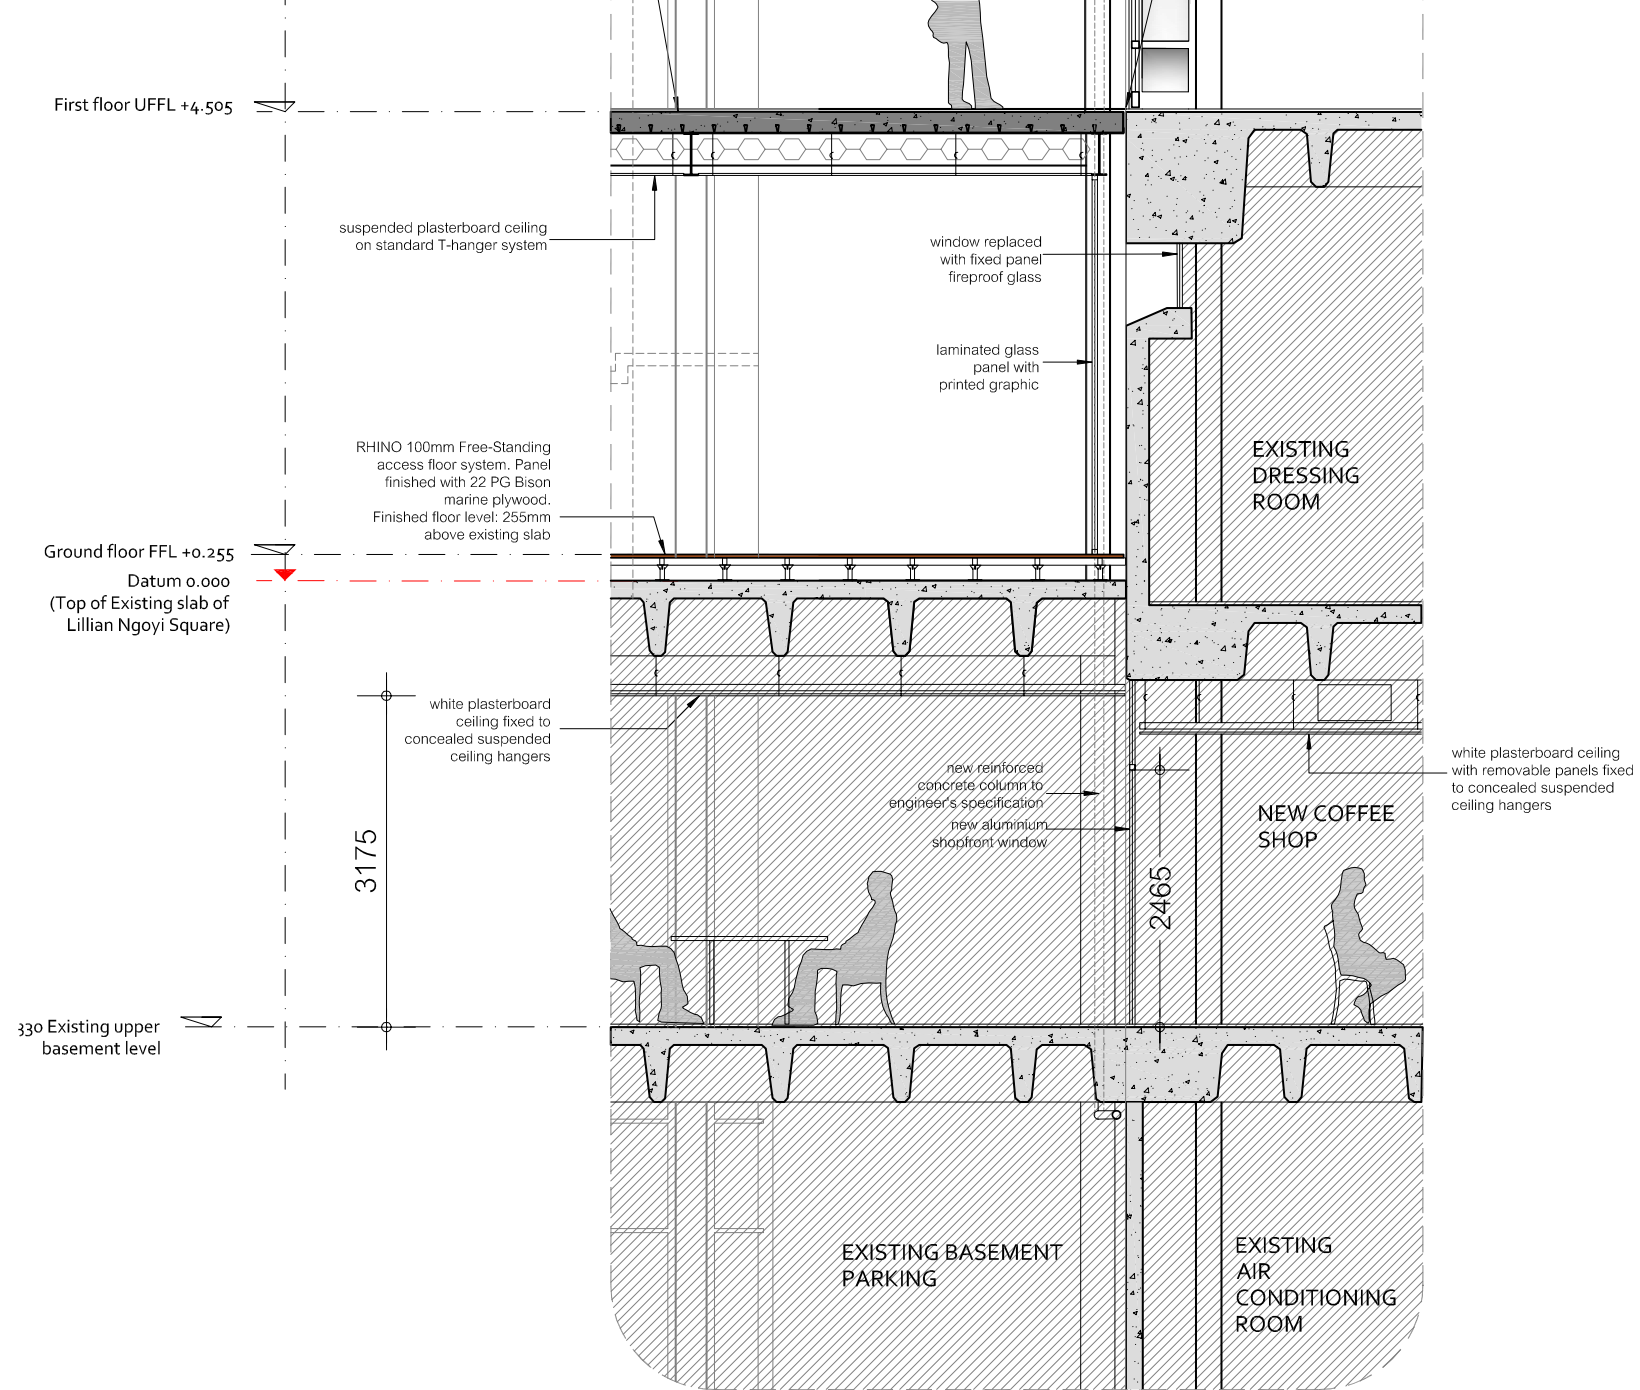 First floor UFFL +4.505
suspended plasterboard ceiling
on standard T-hanger system
window replaced
with fixed panel
fireproof glass
laminated glass
panel with
printed graphic
RHINO 100mm Free-Standing
access floor system. Panel
finished with 22 PG Bison
marine plywood.
Finished floor level: 255mm
above existing slab
EXISTING
DRESSING
ROOM
Ground floor FFL +0.255
Datum 0.000
(Top of Existing slab of
Lillian Ngoyi Square)
white plasterboard
ceiling fixed to
concealed suspended
ceiling hangers
3175
new reinforced
concrete column to
engineer's specification
new aluminium
shopfront window
2465
NEW COFFEE
SHOP
white plasterboard ceiling
with removable panels fixed
to concealed suspended
ceiling hangers
330 Existing upper
basement level
EXISTING BASEMENT
PARKING
EXISTING
AIR
CONDITIONING
ROOM